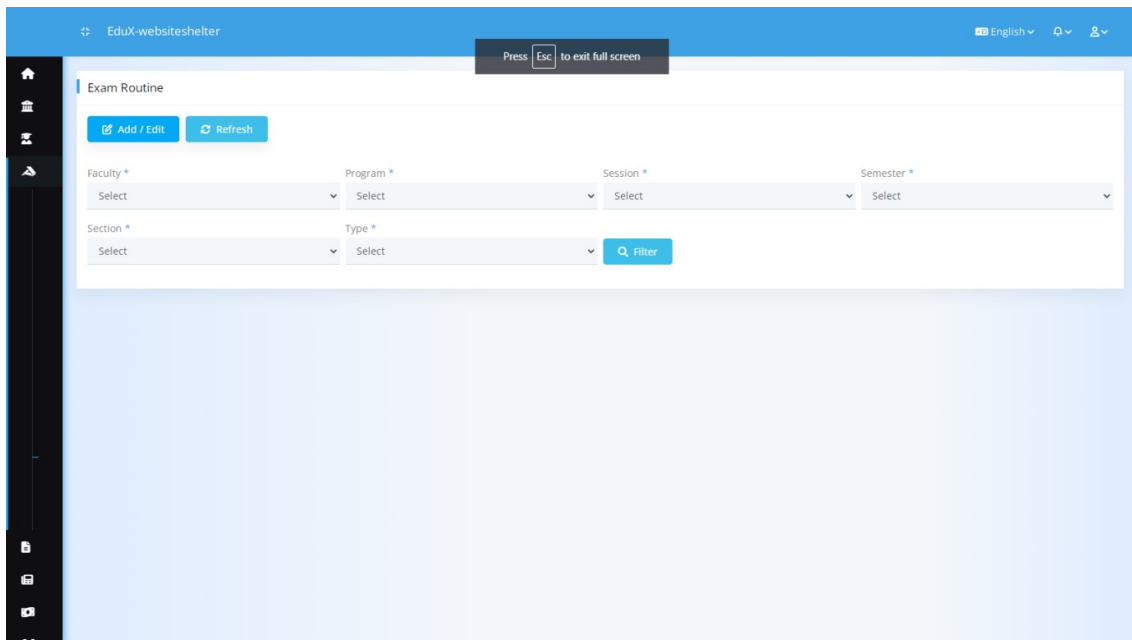 EduX-websiteshelter
English
Press Esc to exit full screen
Exam Routine
Add / Edit
Refresh
Faculty *
Program *
Session *
Semester *
Select
Select
Select
Select
Section *
Type *
Select
Select
Filter